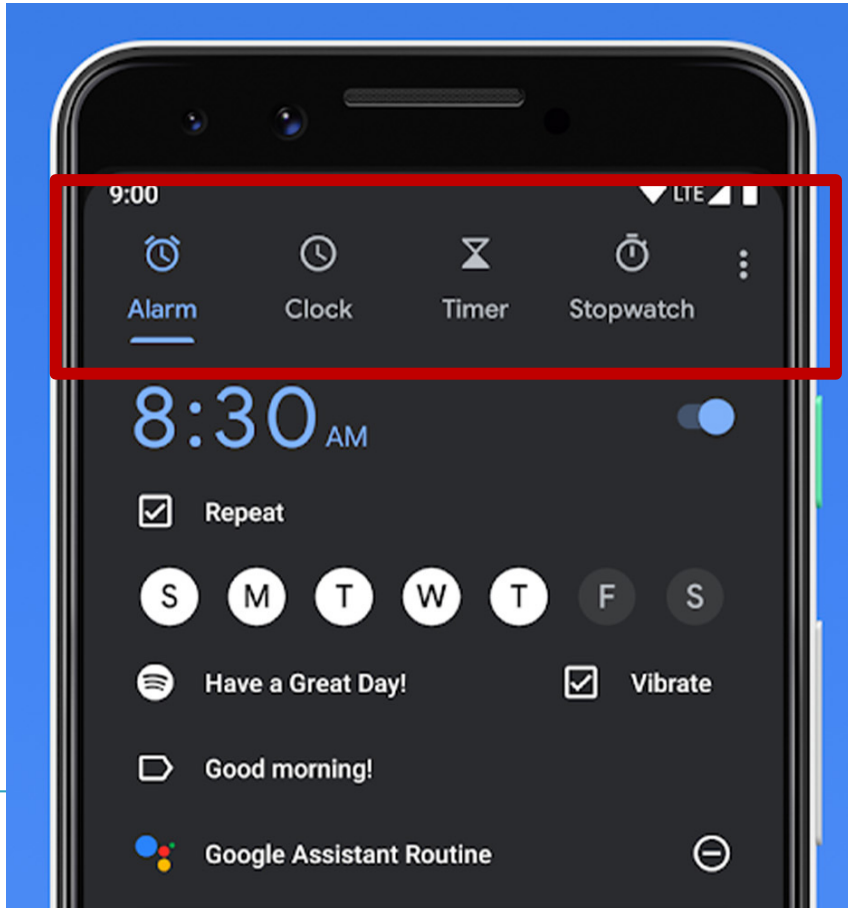 9:00 LTE
Alarm Clock Timer Stopwatch
8:30 AM
Repeat
S M T W T F S
Have a Great Day! Vibrate
Good morning!
Google Assistant Routine